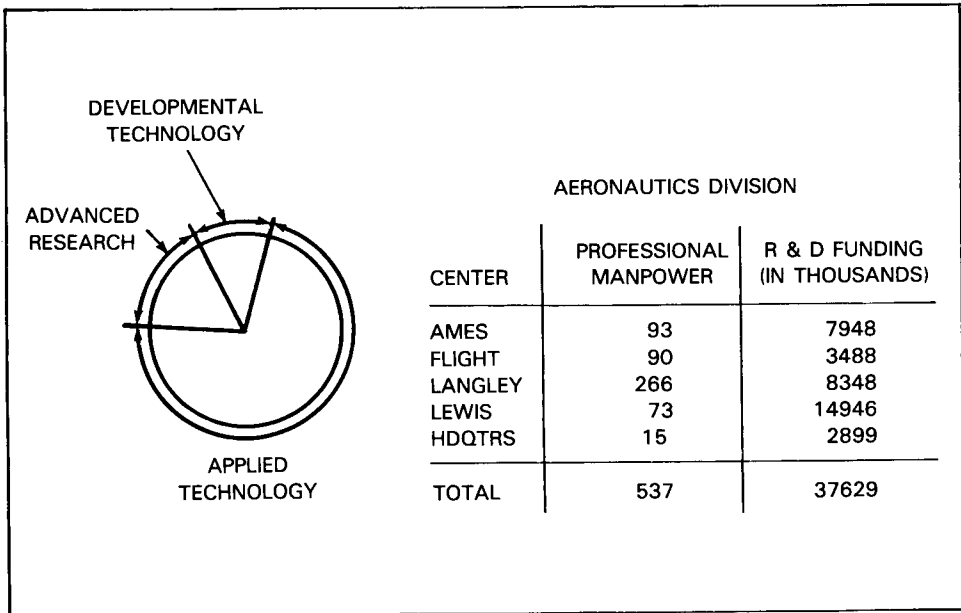 DEVELOPMENTAL
TECHNOLOGY
ADVANCED
RESEARCH
APPLIED
TECHNOLOGY
AERONAUTICS DIVISION
CENTER PROFESSIONAL MANPOWER R & D FUNDING (IN THOUSANDS)
AMES 93 7948
FLIGHT 90 3488
LANGLEY 266 8348
LEWIS 73 14946
HDQTRS 15 2899
TOTAL 537 37629